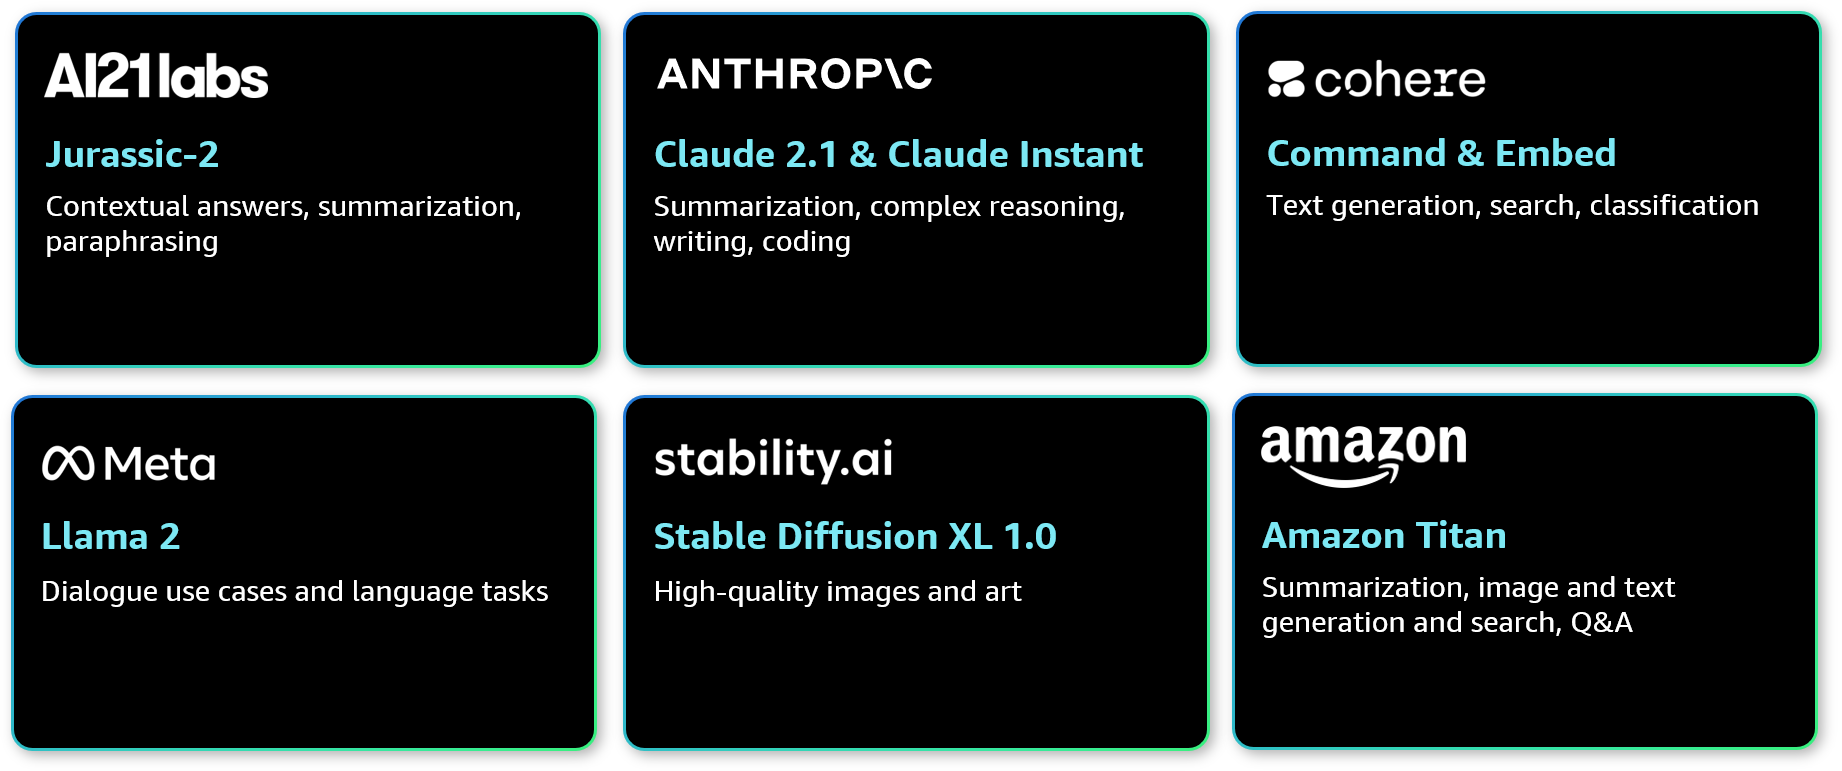 AI21labs
Jurassic-2
Contextual answers, summarization,
paraphrasing
ANTHROP\C
Claude 2.1 & Claude Instant
Summarization, complex reasoning,
writing, coding
cohere
Command & Embed
Text generation, search, classification
Meta
Llama 2
Dialogue use cases and language tasks
stability.ai
Stable Diffusion XL 1.0
High-quality images and art
amazon
Amazon Titan
Summarization, image and text
generation and search, Q&A